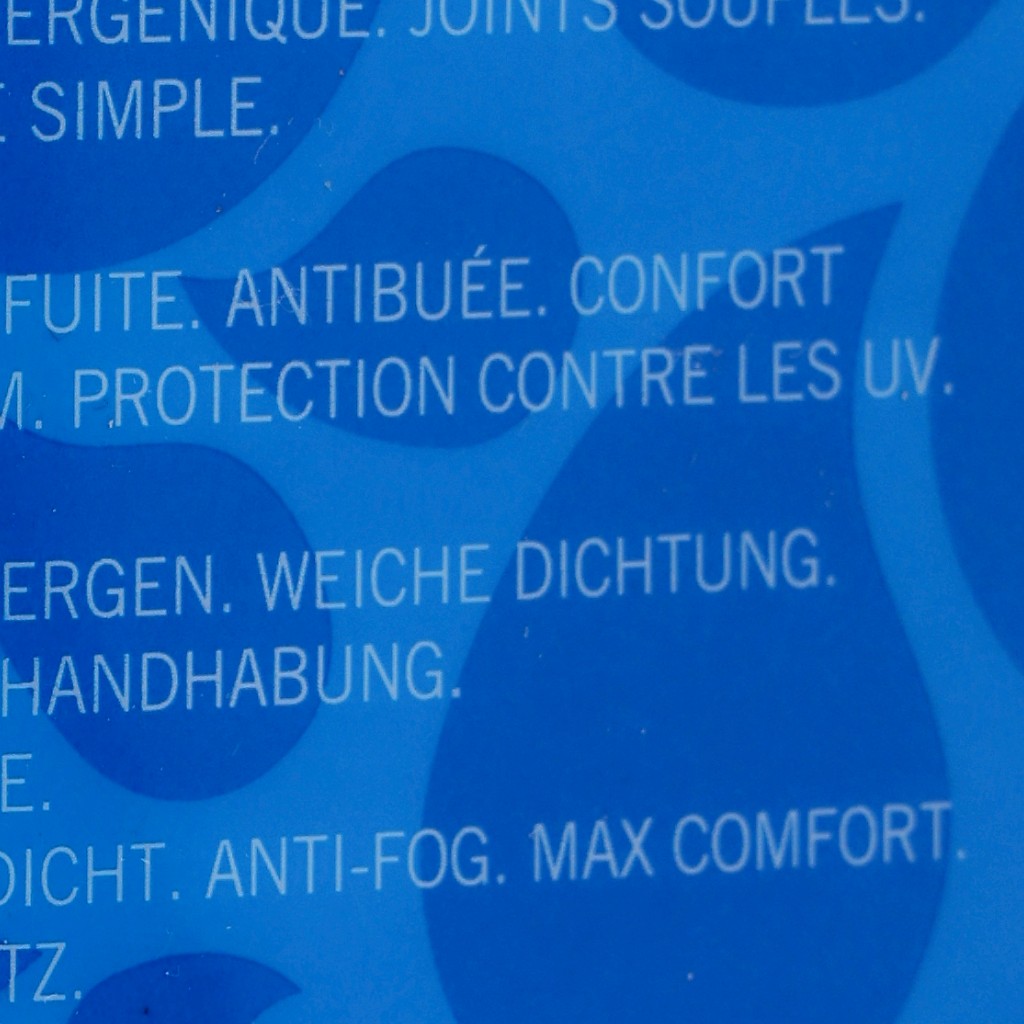 ERGÉNIQUE. JOINTS SOUPLES.
SIMPLE.
FUITE. ANTIBUÉE. CONFORT
M. PROTECTION CONTRE LES UV.
ERGEN. WEICHE DICHTUNG.
HANDHABUNG.
E.
DICHT. ANTI-FOG. MAX COMFORT.
TZ.